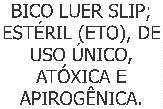 BICO LUER SLIP;
ESTÉRIL (ETO), DE
USO ÚNICO,
ATÓXICA E
APIROGÊNICA.